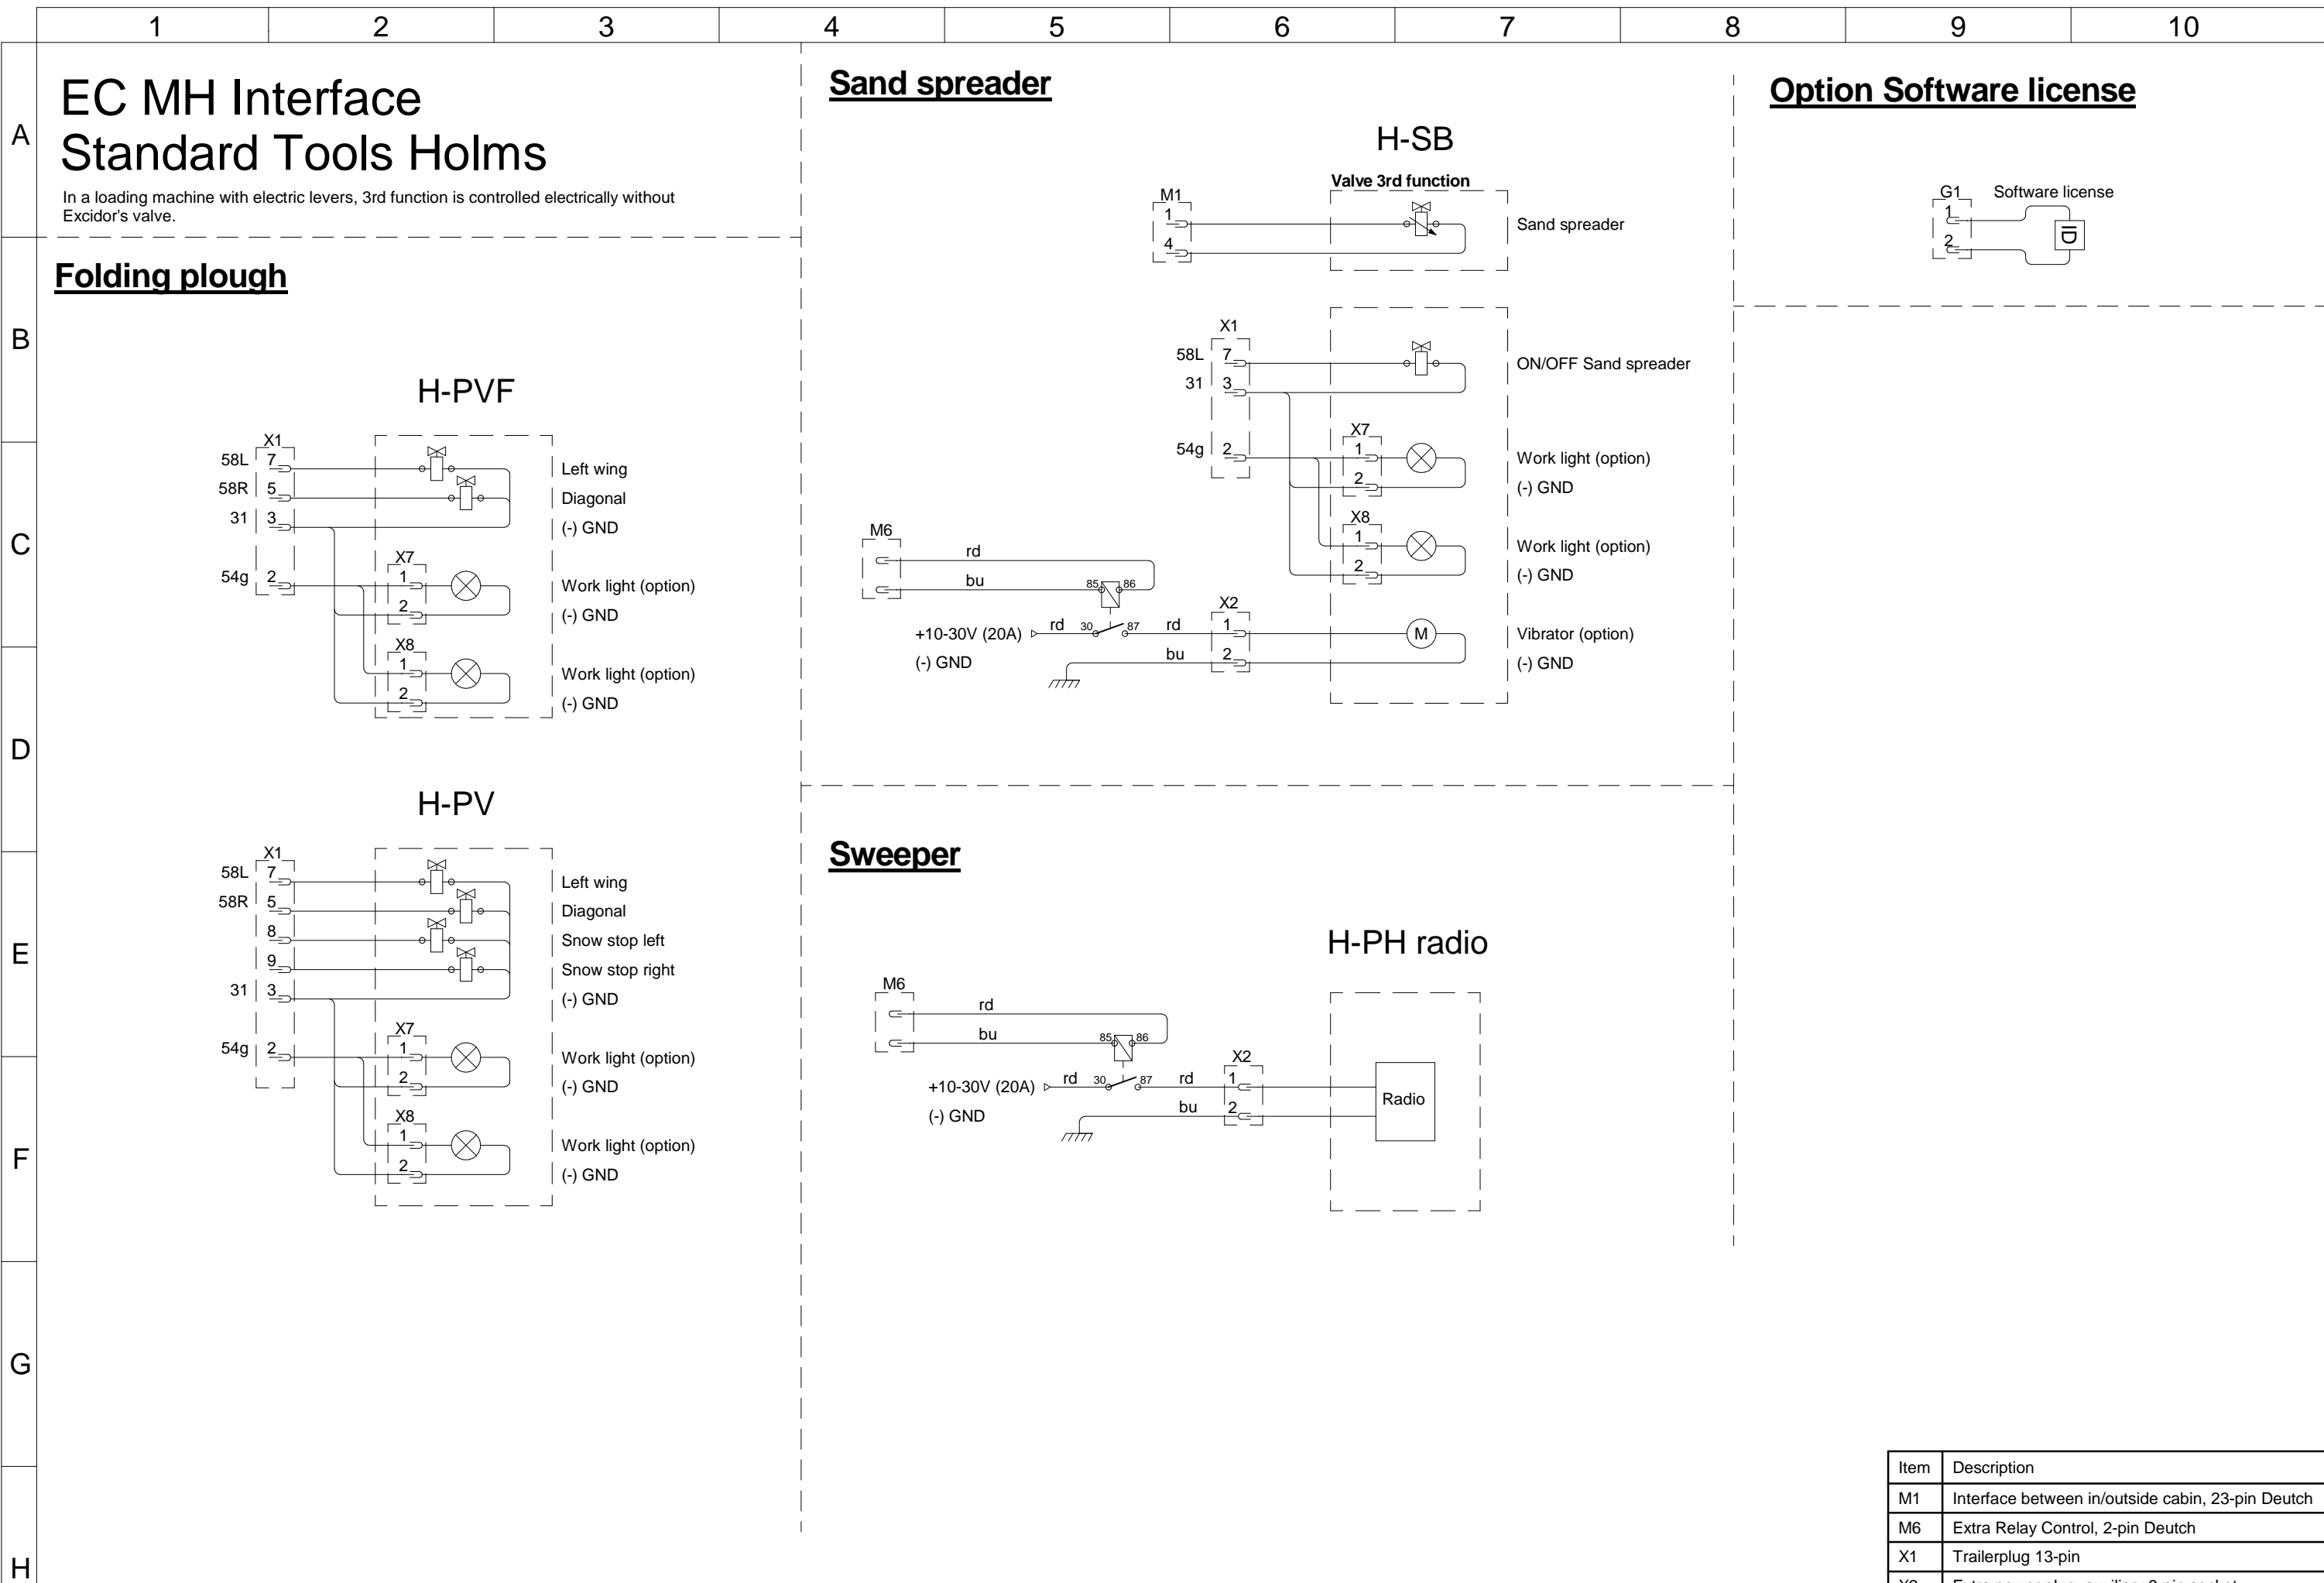 1 2 3 4 5 6 7 8 9 10
A
B
C
D
E
F
G
H
EC MH Interface
Standard Tools Holms
In a loading machine with electric levers, 3rd function is controlled electrically without
Excidor's valve.
Folding plough
H-PVF
X1
58L 7 Left wing
58R 5 Diagonal
31 3 (-) GND
X7
54g 2 1 Work light (option)
2 (-) GND
X8
1 Work light (option)
2 (-) GND
H-PV
X1
58L 7 Left wing
58R 5 Diagonal
8 Snow stop left
9 Snow stop right
31 3 (-) GND
X7
54g 2 1 Work light (option)
2 (-) GND
X8
1 Work light (option)
2 (-) GND
Sand spreader
H-SB
Valve 3rd function
M1
1 Sand spreader
4
X1
58L 7 ON/OFF Sand spreader
31 3
X7
54g 2 1 Work light (option)
2 (-) GND
X8
1 Work light (option)
2 (-) GND
M6
rd
bu 85 86
X2
+10-30V (20A) rd 30 87 rd 1 M Vibrator (option)
(-) GND bu 2 (-) GND
Sweeper
H-PH radio
M6
rd
bu 85 86
X2
+10-30V (20A) rd 30 87 rd 1
Radio
(-) GND bu 2
Option Software license
G1 Software license
1
ID
2
Item Description
M1 Interface between in/outside cabin, 23-pin Deutch
M6 Extra Relay Control, 2-pin Deutch
X1 Trailerplug 13-pin